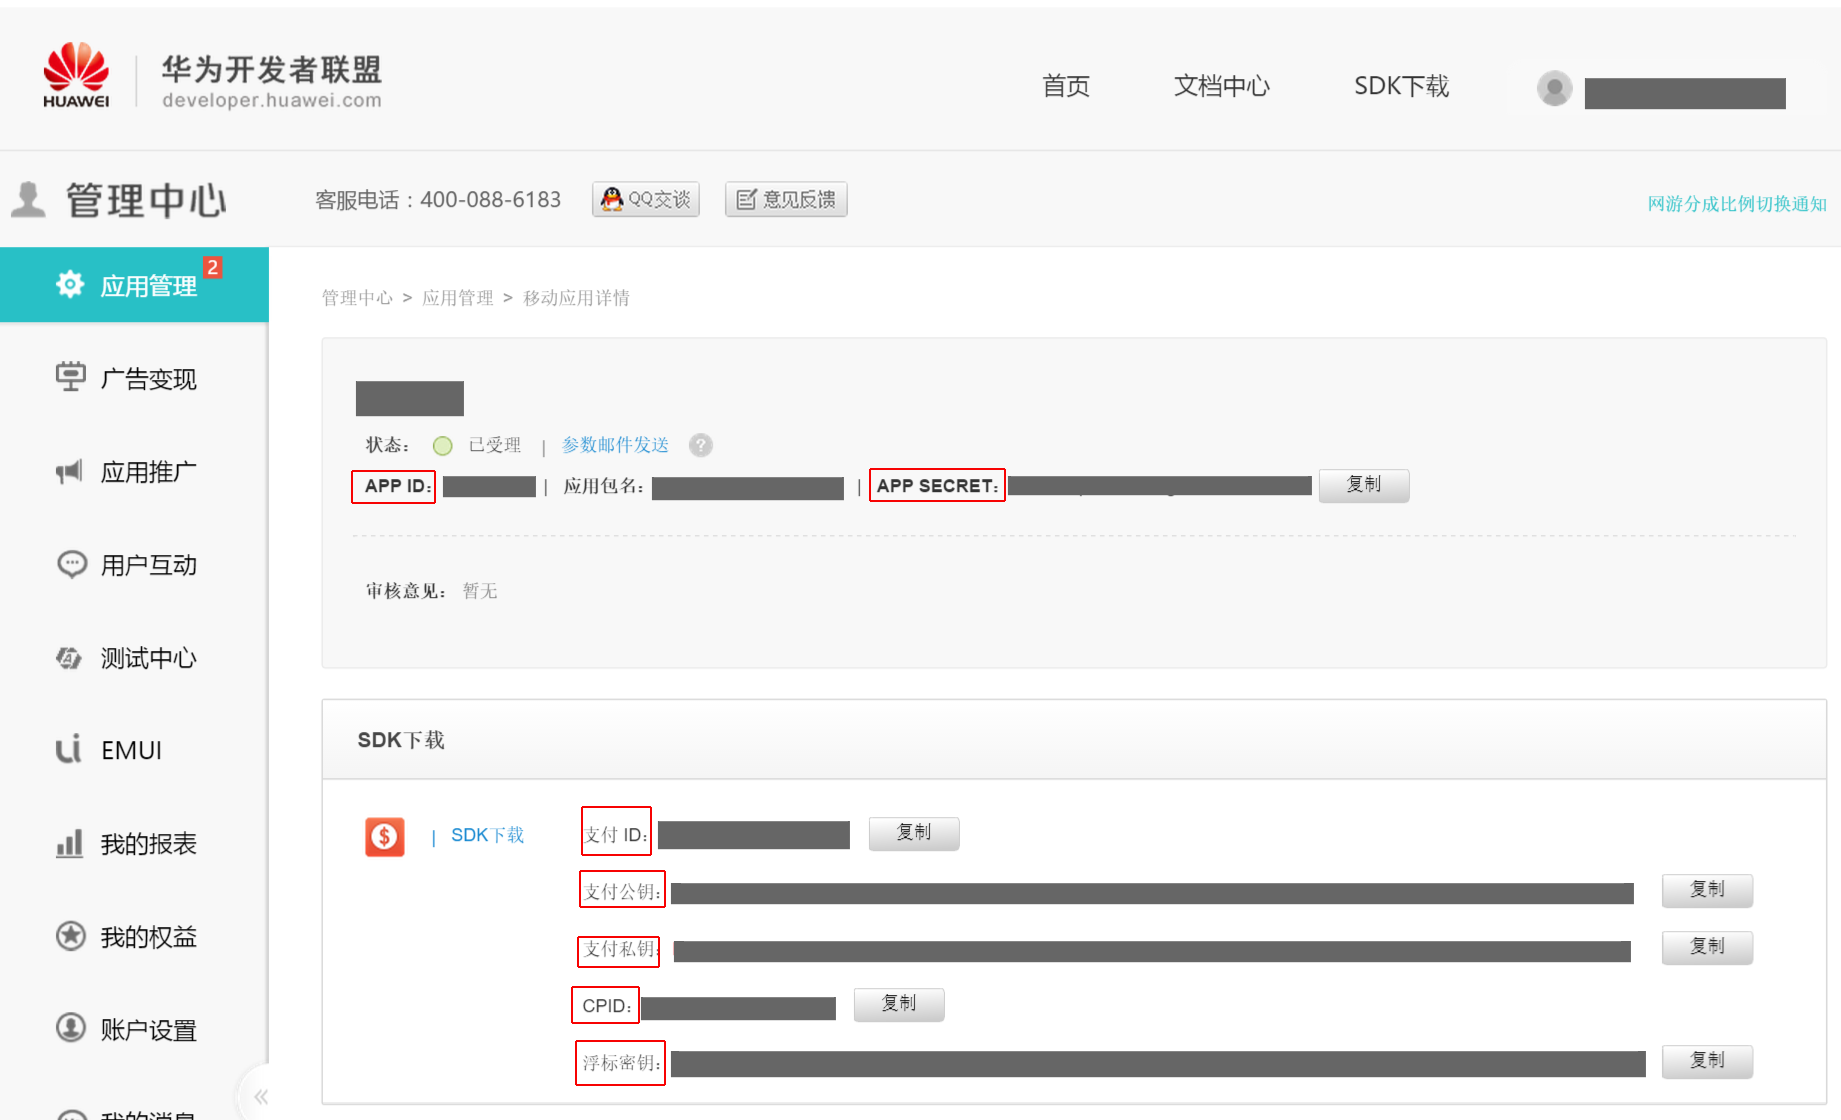 HUAWEI
华为开发者联盟
developer.huawei.com
首页 文档中心 SDK下载
管理中心
客服电话：400-088-6183 QQ交谈 意见反馈
网游分成比例切换通知
应用管理 2
广告变现
应用推广
用户互动
测试中心
EMUI
我的报表
我的权益
账户设置
我的消息
管理中心 > 应用管理 > 移动应用详情
状态： 已受理 | 参数邮件发送 ?
APP ID： | 应用包名： | APP SECRET： 复制
审核意见： 暂无
SDK下载
| SDK下载
支付 ID： 复制
支付公钥： 复制
支付私钥： 复制
CPID： 复制
浮标密钥： 复制